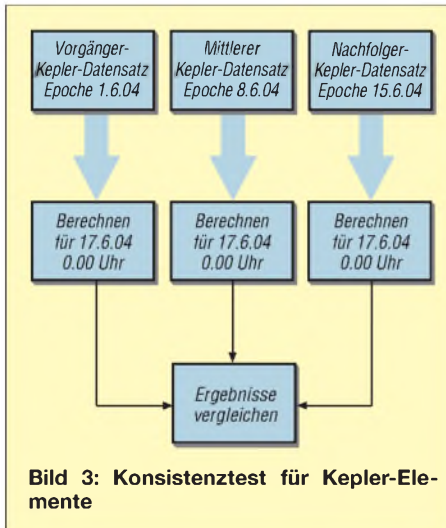 Vorgänger-
Kepler-Datensatz
Epoche 1.6.04
Mittlerer
Kepler-Datensatz
Epoche 8.6.04
Nachfolger-
Kepler-Datensatz
Epoche 15.6.04
Berechnen
für 17.6.04
0.00 Uhr
Berechnen
für 17.6.04
0.00 Uhr
Berechnen
für 17.6.04
0.00 Uhr
Ergebnisse
vergleichen
Bild 3: Konsistenztest für Kepler-Ele-
mente